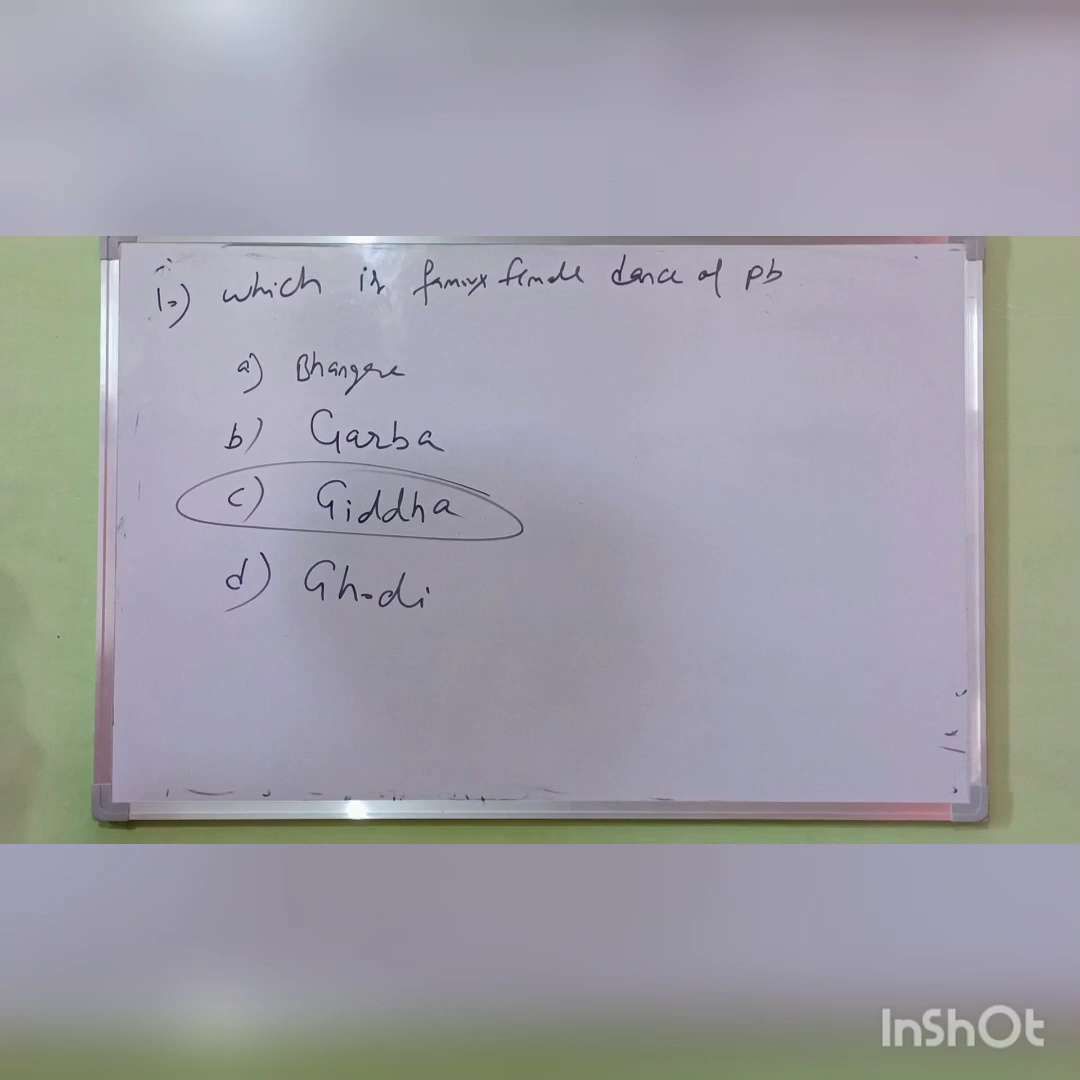 1.) which is famous female dance of pb
a) Bhangra
b) Garba
c) Giddha
d) Ghodi
InShOt